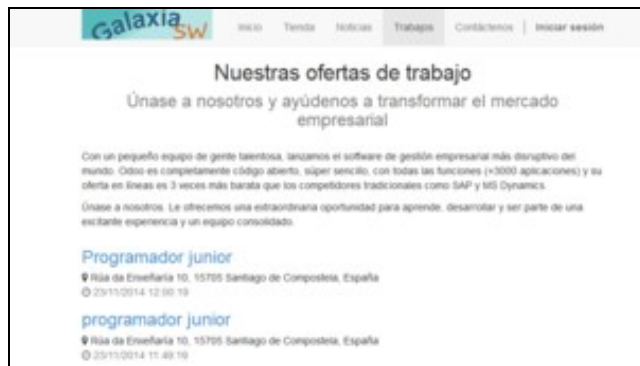 Galaxia SW
Inicio Tienda Noticias Trabajos Contáctenos Iniciar sesión
Nuestras ofertas de trabajo
Únase a nosotros y ayúdenos a transformar el mercado
empresarial
Con un pequeño equipo de gente talentosa, lanzamos el software de gestión empresarial más disruptivo del
mundo. Odoo es completamente código abierto, súper sencillo, con todas las funciones (+3000 aplicaciones) y su
oferta en líneas es 3 veces más barata que los competidores tradicionales como SAP y MS Dynamics.
Únase a nosotros. Le ofrecemos una extraordinaria oportunidad para aprende, desarrollar y ser parte de una
excitante experiencia y un equipo consolidado.
Programador junior
Rúa da Enxeñaría 10, 15705 Santiago de Compostela, España
23/11/2014 12:00:19
programador junior
Rúa da Enxeñaría 10, 15705 Santiago de Compostela, España
23/11/2014 11:49:19